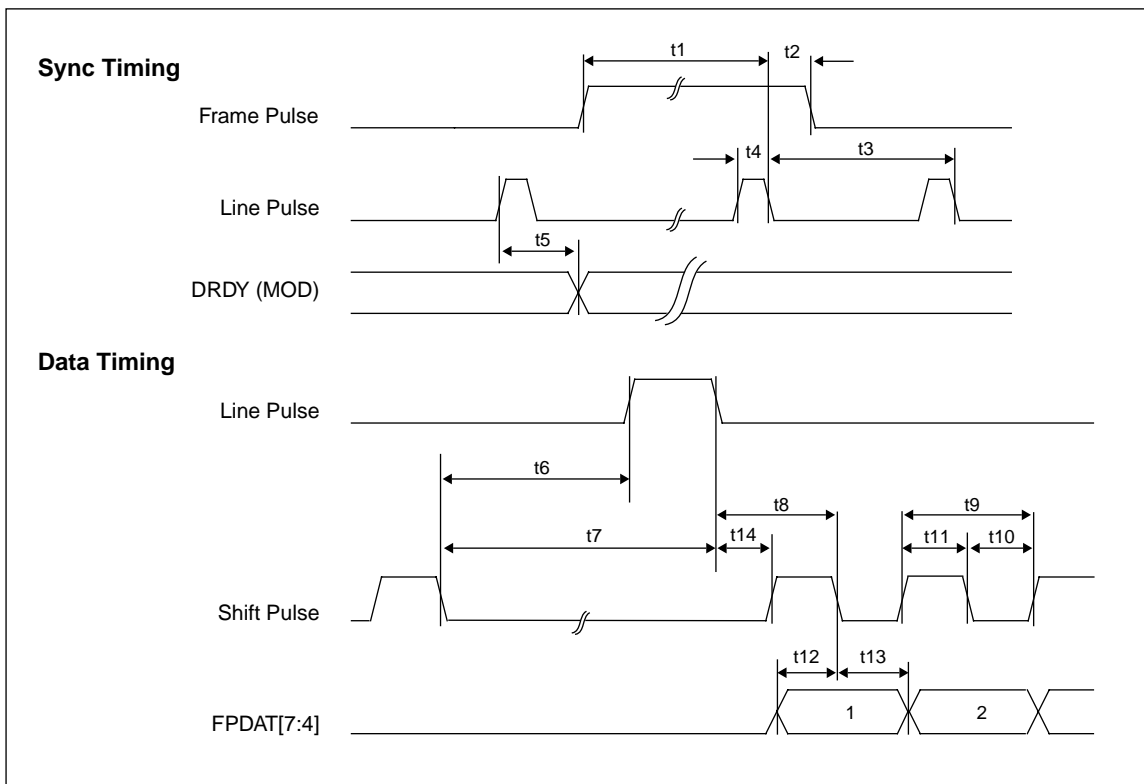 Sync Timing
t1
t2
Frame Pulse
t4
t3
Line Pulse
t5
DRDY (MOD)
Data Timing
Line Pulse
t6
t8
t9
t7
t14
t11
t10
Shift Pulse
t12
t13
FPDAT[7:4]
1
2